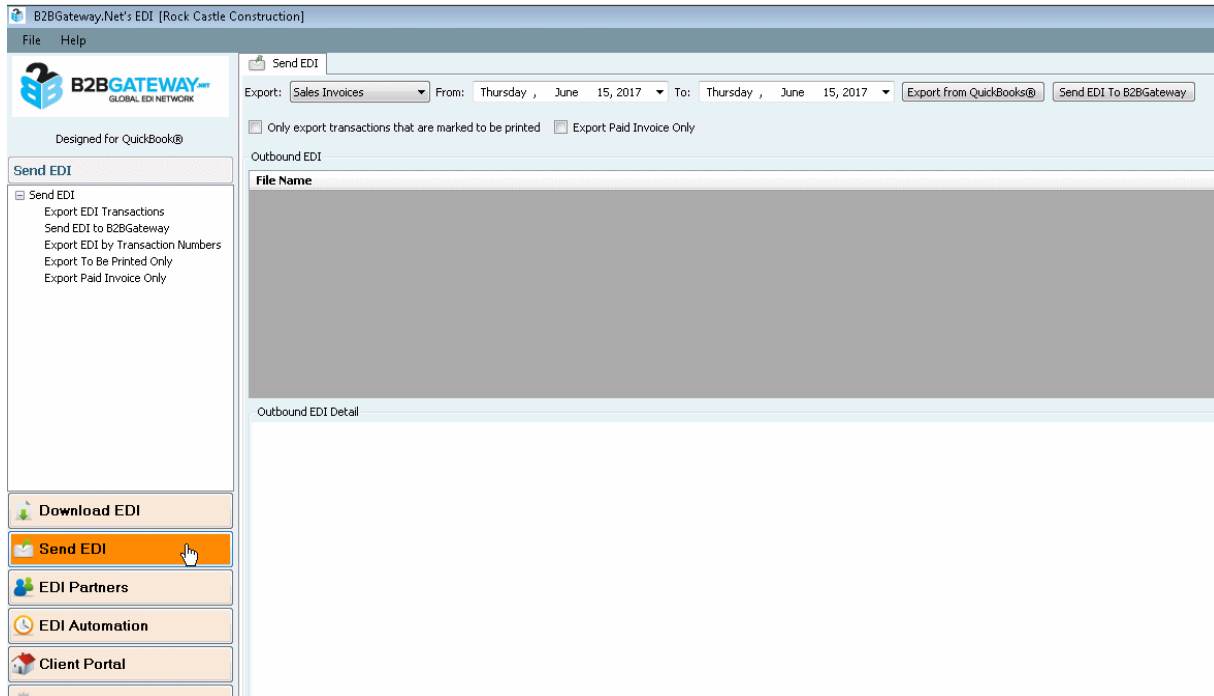 B2BGateway.Net's EDI [Rock Castle Construction]
File Help
B2BGATEWAY.NET
GLOBAL EDI NETWORK
Designed for QuickBook®
Send EDI
Send EDI
Export EDI Transactions
Send EDI to B2BGateway
Export EDI by Transaction Numbers
Export To Be Printed Only
Export Paid Invoice Only
Download EDI
Send EDI
EDI Partners
EDI Automation
Client Portal
Send EDI
Export: Sales Invoices From: Thursday , June 15, 2017 To: Thursday , June 15, 2017 Export from QuickBooks® Send EDI To B2BGateway
Only export transactions that are marked to be printed Export Paid Invoice Only
Outbound EDI
File Name
Outbound EDI Detail